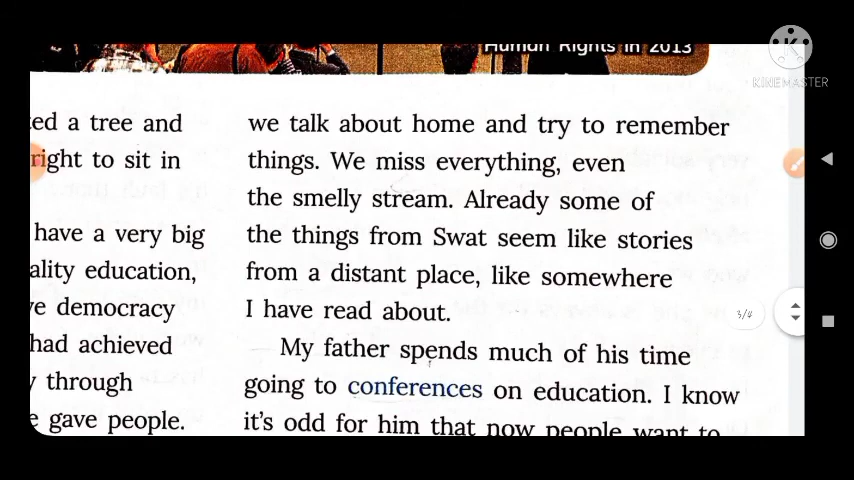 Human Rights in 2013
KINEMASTER
ted a tree and
right to sit in
have a very big
ality education,
ve democracy
had achieved
y through
e gave people.
we talk about home and try to remember
things. We miss everything, even
the smelly stream. Already some of
the things from Swat seem like stories
from a distant place, like somewhere
I have read about.
My father spends much of his time
going to conferences on education. I know
it's odd for him that now people want to
3/4